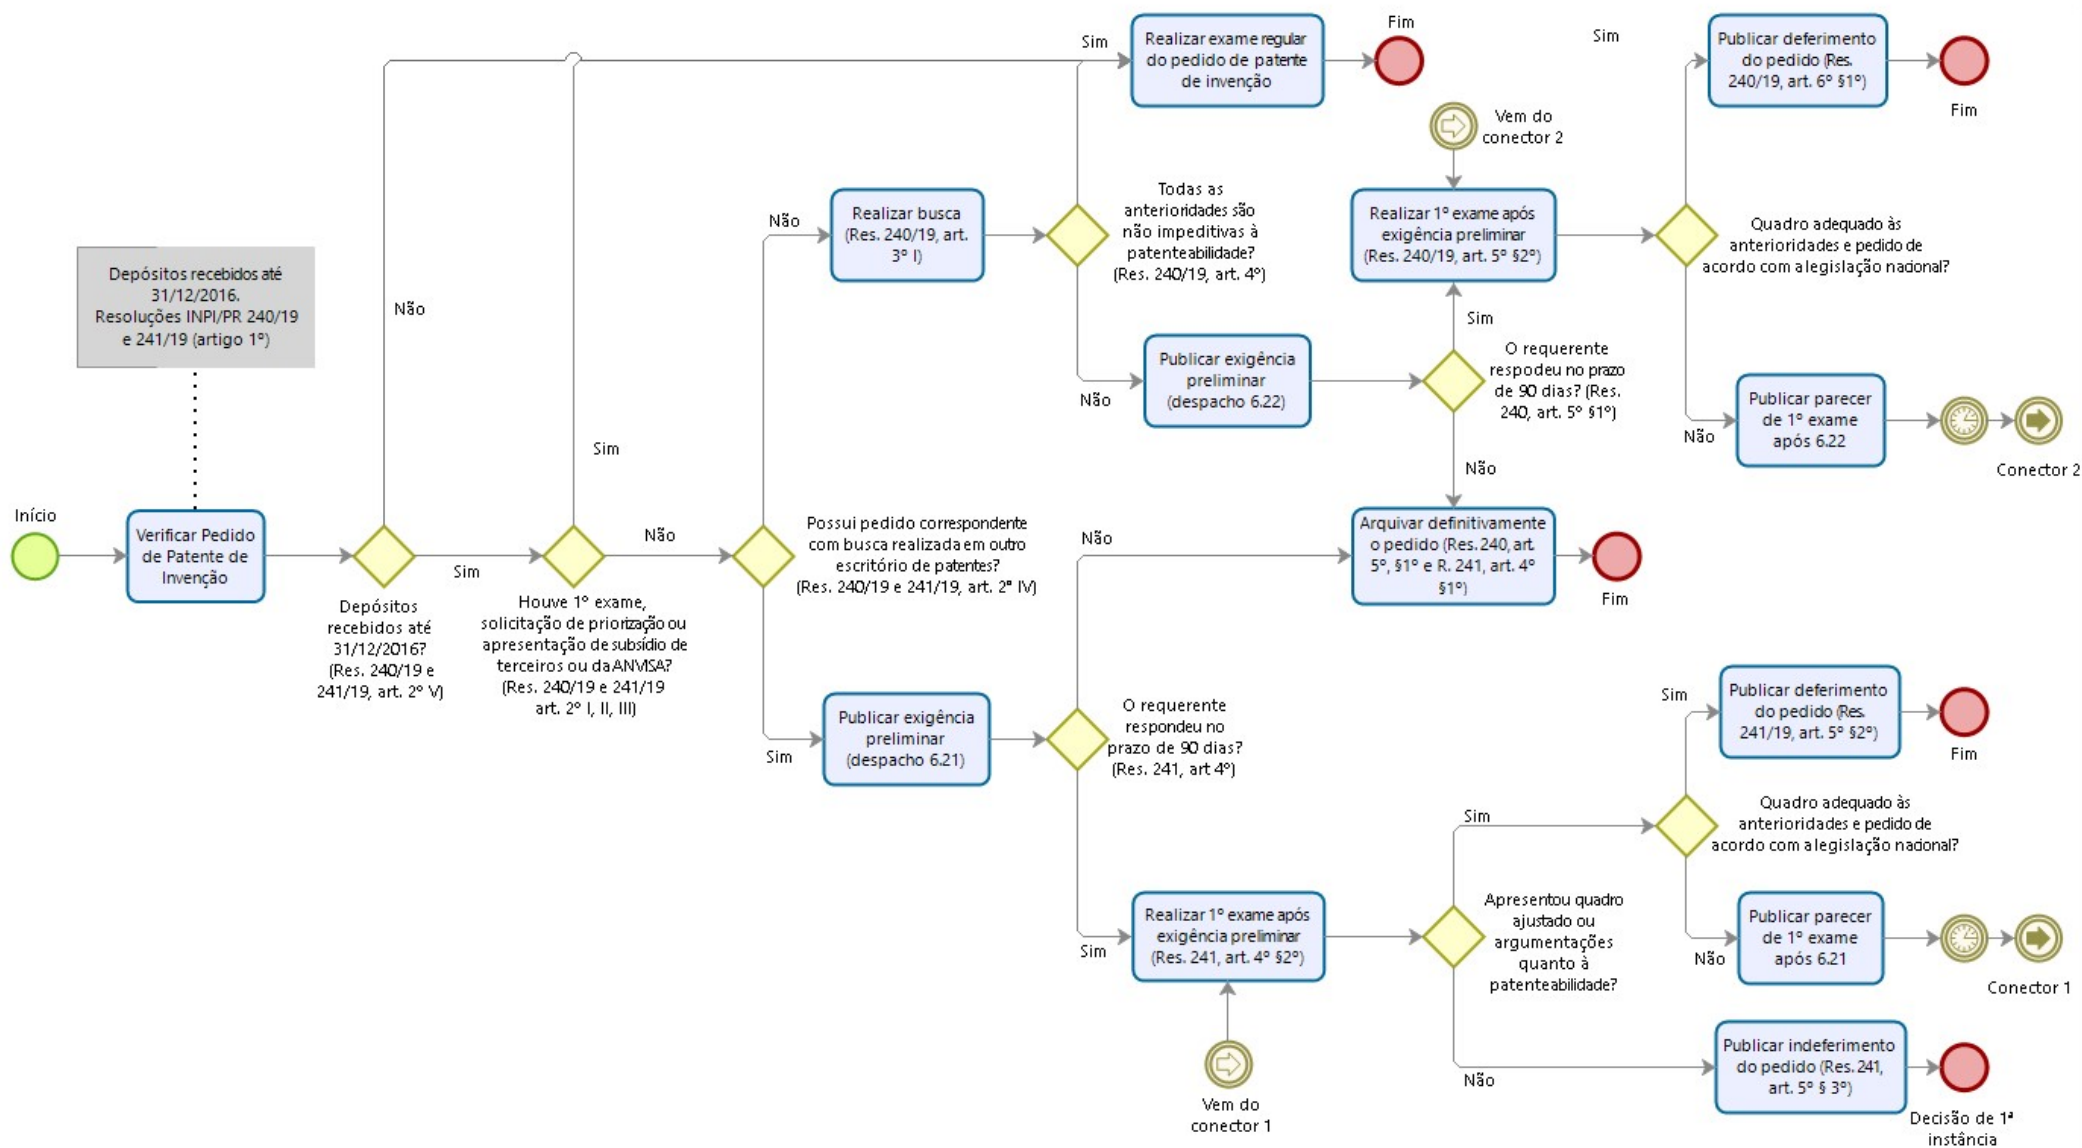 Início
Depósitos recebidos até
31/12/2016.
Resoluções INPI/PR 240/19
e 241/19 (artigo 1º)
Verificar Pedido
de Patente de
Invenção
Não
Sim
Depósitos
recebidos até
31/12/2016?
(Res. 240/19 e
241/19, art. 2º V)
Sim
Não
Houve 1º exame,
solicitação de priorização ou
apresentação de subsídio de
terceiros ou da ANVISA?
(Res. 240/19 e 241/19
art. 2º I, II, III)
Possui pedido correspondente
com busca realizada em outro
escritório de patentes?
(Res. 240/19 e 241/19, art. 2º IV)
Não
Realizar busca
(Res. 240/19, art.
3º I)
Todas as
anterioridades são
não impeditivas à
patenteabilidade?
(Res. 240/19, art. 4º)
Sim
Realizar exame regular
do pedido de patente
de invenção
Fim
Não
Publicar exigência
preliminar
(despacho 6.22)
O requerente
respodeu no prazo
de 90 dias? (Res.
240, art. 5º §1º)
Sim
Vem do
conector 2
Realizar 1º exame após
exigência preliminar
(Res. 240/19, art. 5º §2º)
Quadro adequado às
anterioridades e pedido de
acordo com a legislação nacional?
Sim
Publicar deferimento
do pedido (Res.
240/19, art. 6º §1º)
Fim
Não
Publicar parecer
de 1º exame
após 6.22
Conector 2
Não
Arquivar definitivamente
o pedido (Res. 240, art.
5º, §1º e R. 241, art. 4º
§1º)
Fim
Sim
Publicar exigência
preliminar
(despacho 6.21)
Não
O requerente
respondeu no
prazo de 90 dias?
(Res. 241, art 4º)
Sim
Realizar 1º exame após
exigência preliminar
(Res. 241, art. 4º §2º)
Vem do
conector 1
Apresentou quadro
ajustado ou
argumentações
quanto à
patenteabilidade?
Sim
Quadro adequado às
anterioridades e pedido de
acordo com a legislação nacional?
Sim
Publicar deferimento
do pedido (Res.
241/19, art. 5º §2º)
Fim
Não
Publicar parecer
de 1º exame
após 6.21
Conector 1
Não
Publicar indeferimento
do pedido (Res. 241,
art. 5º § 3º)
Decisão de 1ª
instância